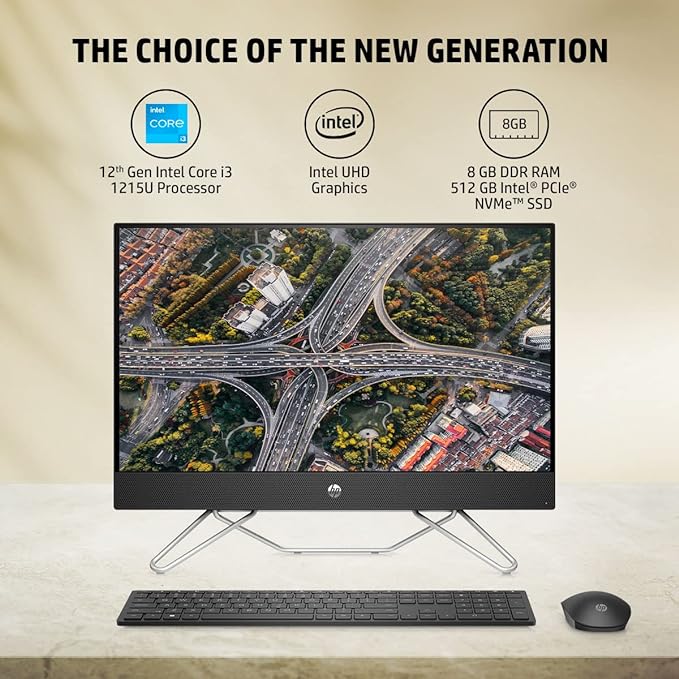 THE CHOICE OF THE NEW GENERATION
intel
CORE
i3
12th Gen Intel Core i3
1215U Processor
intel
Intel UHD
Graphics
8GB
8 GB DDR RAM
512 GB Intel® PCIe®
NVMe™ SSD
hp
hp